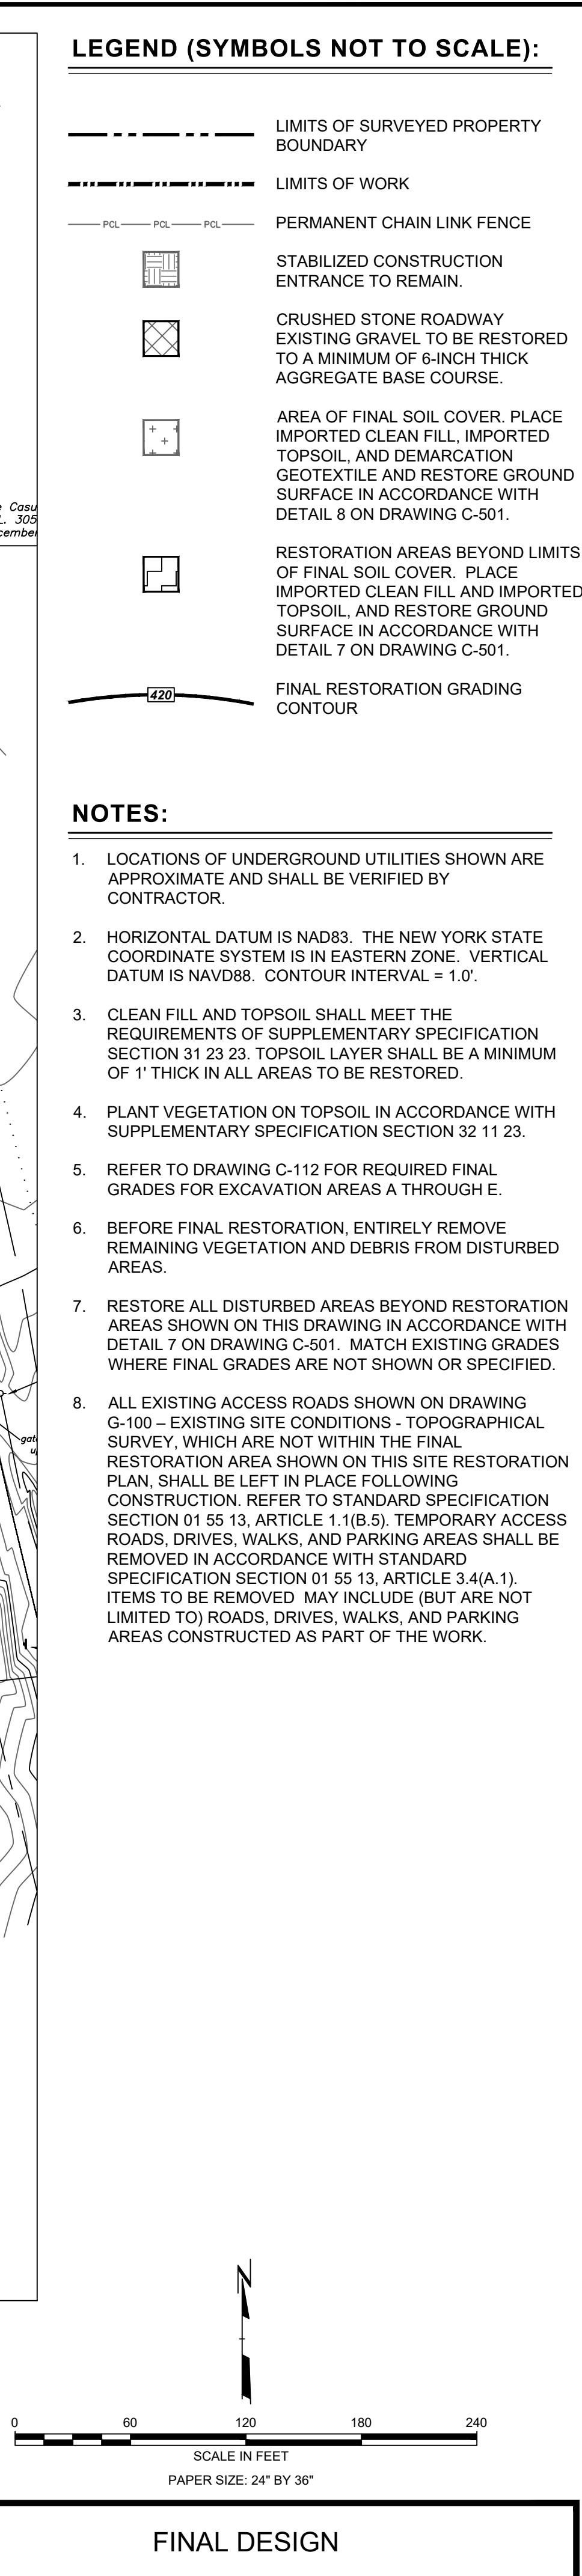 LEGEND (SYMBOLS NOT TO SCALE):
LIMITS OF SURVEYED PROPERTY
BOUNDARY
LIMITS OF WORK
PCL PCL PCL
PERMANENT CHAIN LINK FENCE
STABILIZED CONSTRUCTION
ENTRANCE TO REMAIN.
CRUSHED STONE ROADWAY
EXISTING GRAVEL TO BE RESTORED
TO A MINIMUM OF 6-INCH THICK
AGGREGATE BASE COURSE.
AREA OF FINAL SOIL COVER. PLACE
IMPORTED CLEAN FILL, IMPORTED
TOPSOIL, AND DEMARCATION
GEOTEXTILE AND RESTORE GROUND
SURFACE IN ACCORDANCE WITH
DETAIL 8 ON DRAWING C-501.
e Casu
L. 305
cember
RESTORATION AREAS BEYOND LIMITS
OF FINAL SOIL COVER. PLACE
IMPORTED CLEAN FILL AND IMPORTED
TOPSOIL, AND RESTORE GROUND
SURFACE IN ACCORDANCE WITH
DETAIL 7 ON DRAWING C-501.
420
FINAL RESTORATION GRADING
CONTOUR
NOTES:
1. LOCATIONS OF UNDERGROUND UTILITIES SHOWN ARE
APPROXIMATE AND SHALL BE VERIFIED BY
CONTRACTOR.
2. HORIZONTAL DATUM IS NAD83. THE NEW YORK STATE
COORDINATE SYSTEM IS IN EASTERN ZONE. VERTICAL
DATUM IS NAVD88. CONTOUR INTERVAL = 1.0'.
3. CLEAN FILL AND TOPSOIL SHALL MEET THE
REQUIREMENTS OF SUPPLEMENTARY SPECIFICATION
SECTION 31 23 23. TOPSOIL LAYER SHALL BE A MINIMUM
OF 1' THICK IN ALL AREAS TO BE RESTORED.
4. PLANT VEGETATION ON TOPSOIL IN ACCORDANCE WITH
SUPPLEMENTARY SPECIFICATION SECTION 32 11 23.
5. REFER TO DRAWING C-112 FOR REQUIRED FINAL
GRADES FOR EXCAVATION AREAS A THROUGH E.
6. BEFORE FINAL RESTORATION, ENTIRELY REMOVE
REMAINING VEGETATION AND DEBRIS FROM DISTURBED
AREAS.
7. RESTORE ALL DISTURBED AREAS BEYOND RESTORATION
AREAS SHOWN ON THIS DRAWING IN ACCORDANCE WITH
DETAIL 7 ON DRAWING C-501. MATCH EXISTING GRADES
WHERE FINAL GRADES ARE NOT SHOWN OR SPECIFIED.
8. ALL EXISTING ACCESS ROADS SHOWN ON DRAWING
G-100 – EXISTING SITE CONDITIONS - TOPOGRAPHICAL
SURVEY, WHICH ARE NOT WITHIN THE FINAL
RESTORATION AREA SHOWN ON THIS SITE RESTORATION
PLAN, SHALL BE LEFT IN PLACE FOLLOWING
CONSTRUCTION. REFER TO STANDARD SPECIFICATION
SECTION 01 55 13, ARTICLE 1.1(B.5). TEMPORARY ACCESS
ROADS, DRIVES, WALKS, AND PARKING AREAS SHALL BE
REMOVED IN ACCORDANCE WITH STANDARD
SPECIFICATION SECTION 01 55 13, ARTICLE 3.4(A.1).
ITEMS TO BE REMOVED MAY INCLUDE (BUT ARE NOT
LIMITED TO) ROADS, DRIVES, WALKS, AND PARKING
AREAS CONSTRUCTED AS PART OF THE WORK.
gat
N
0 60 120 180 240
SCALE IN FEET
PAPER SIZE: 24" BY 36"
FINAL DESIGN